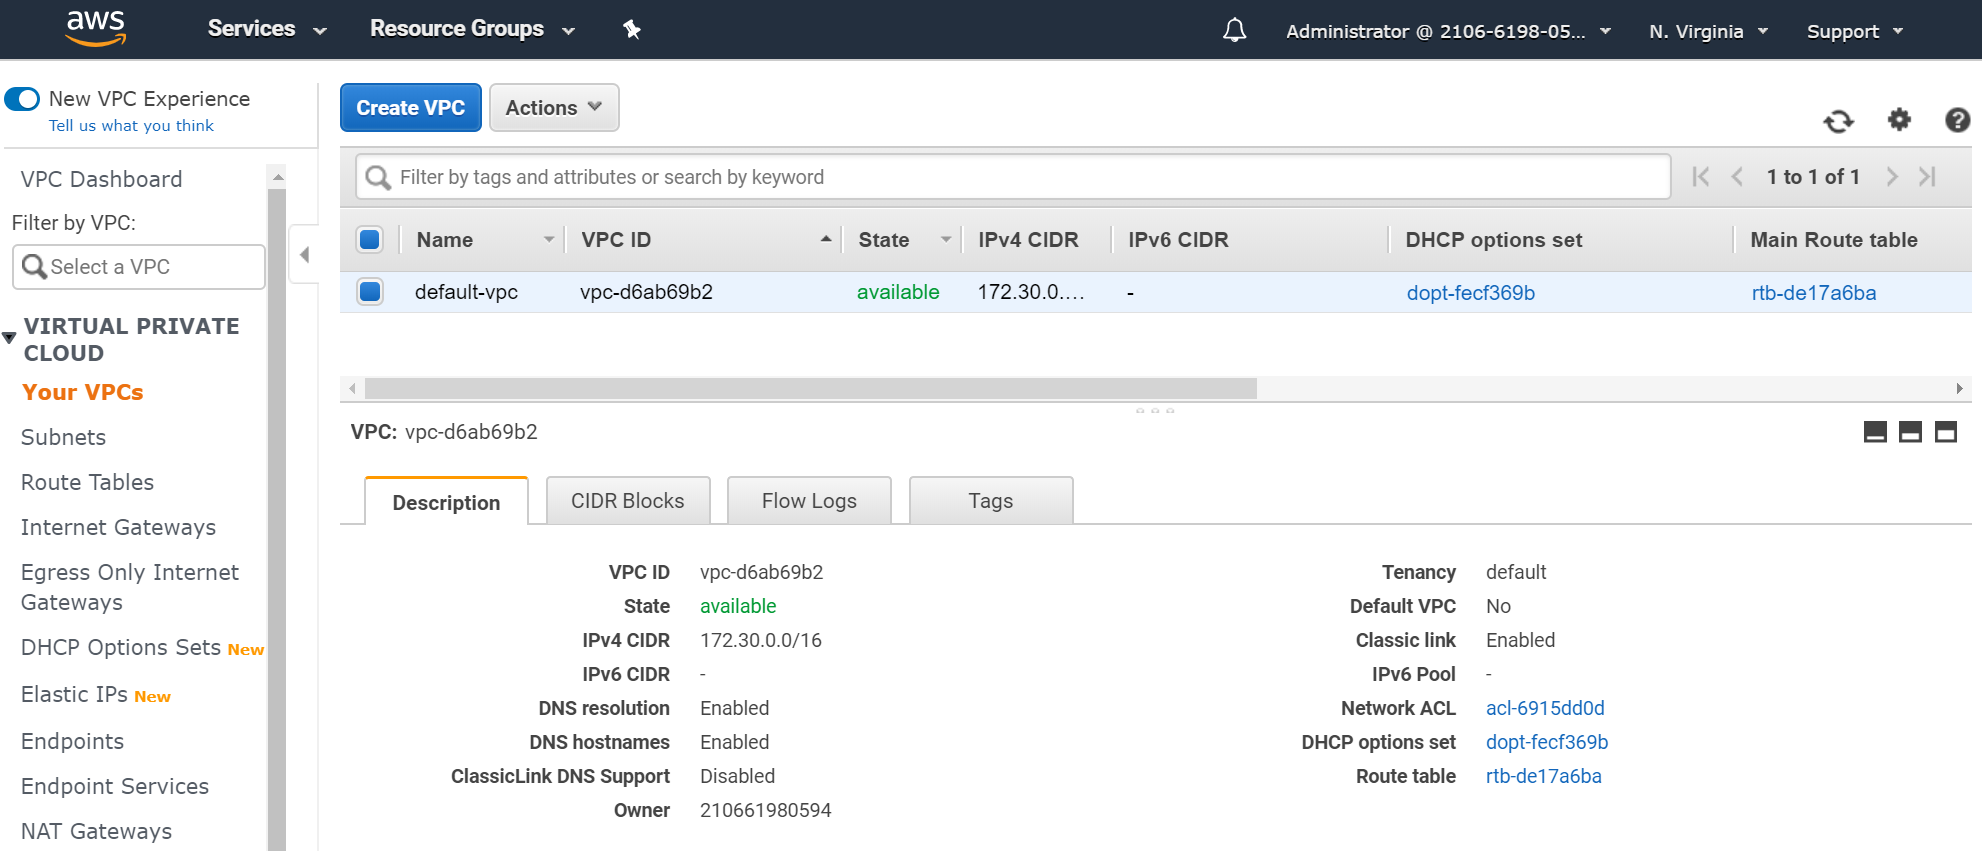 aws Services Resource Groups Administrator @ 2106-6198-05... N. Virginia Support
New VPC Experience
Tell us what you think
VPC Dashboard
Filter by VPC:
Select a VPC
VIRTUAL PRIVATE
CLOUD
Your VPCs
Subnets
Route Tables
Internet Gateways
Egress Only Internet
Gateways
DHCP Options Sets New
Elastic IPs New
Endpoints
Endpoint Services
NAT Gateways
Create VPC Actions
?
Filter by tags and attributes or search by keyword 1 to 1 of 1
Name VPC ID State IPv4 CIDR IPv6 CIDR DHCP options set Main Route table
default-vpc vpc-d6ab69b2 available 172.30.0.... - dopt-fecf369b rtb-de17a6ba
VPC: vpc-d6ab69b2
Description CIDR Blocks Flow Logs Tags
VPC ID vpc-d6ab69b2
State available
IPv4 CIDR 172.30.0.0/16
IPv6 CIDR -
DNS resolution Enabled
DNS hostnames Enabled
ClassicLink DNS Support Disabled
Owner 210661980594
Tenancy default
Default VPC No
Classic link Enabled
IPv6 Pool -
Network ACL acl-6915dd0d
DHCP options set dopt-fecf369b
Route table rtb-de17a6ba